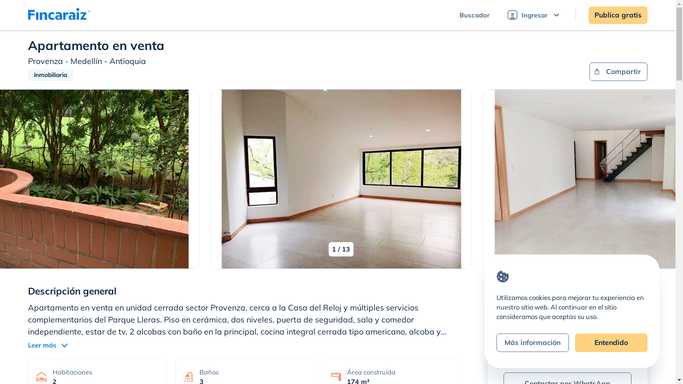 Fincaraiz
Buscador
Ingresar
Publica gratis
Apartamento en venta
Provenza - Medellín - Antioquia
Inmobiliaria
Compartir
1 / 13
Descripción general
Apartamento en venta en unidad cerrada sector Provenza, cerca a la Casa del Reloj y múltiples servicios
complementarios del Parque Lleras. Piso en cerámica, dos niveles, puerta de seguridad, sala y comedor
independiente, estar de tv, 2 alcobas con baño en la principal, cocina integral cerrada tipo americano, alcoba y...
Leer más
Habitaciones
2
Baños
3
Área construida
174 m²
Utilizamos cookies para mejorar tu experiencia en
nuestro sitio web. Al continuar en el sitio
consideramos que aceptas su uso.
Más información
Entendido
Contactar por WhatsApp